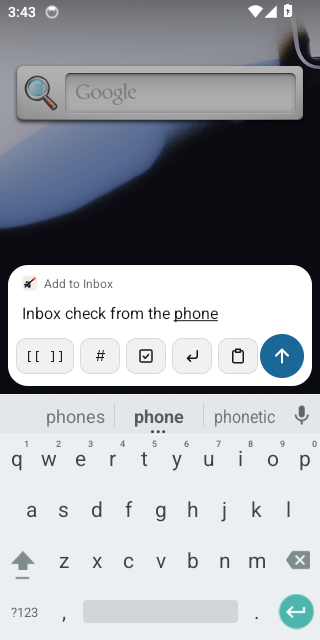 3:43
Google
Add to Inbox
Inbox check from the phone
[[ ]]
#
phones phone phonetic
1 2 3 4 5 6 7 8 9 0
q w e r t y u i o p
a s d f g h j k l
z x c v b n m
?123 , .